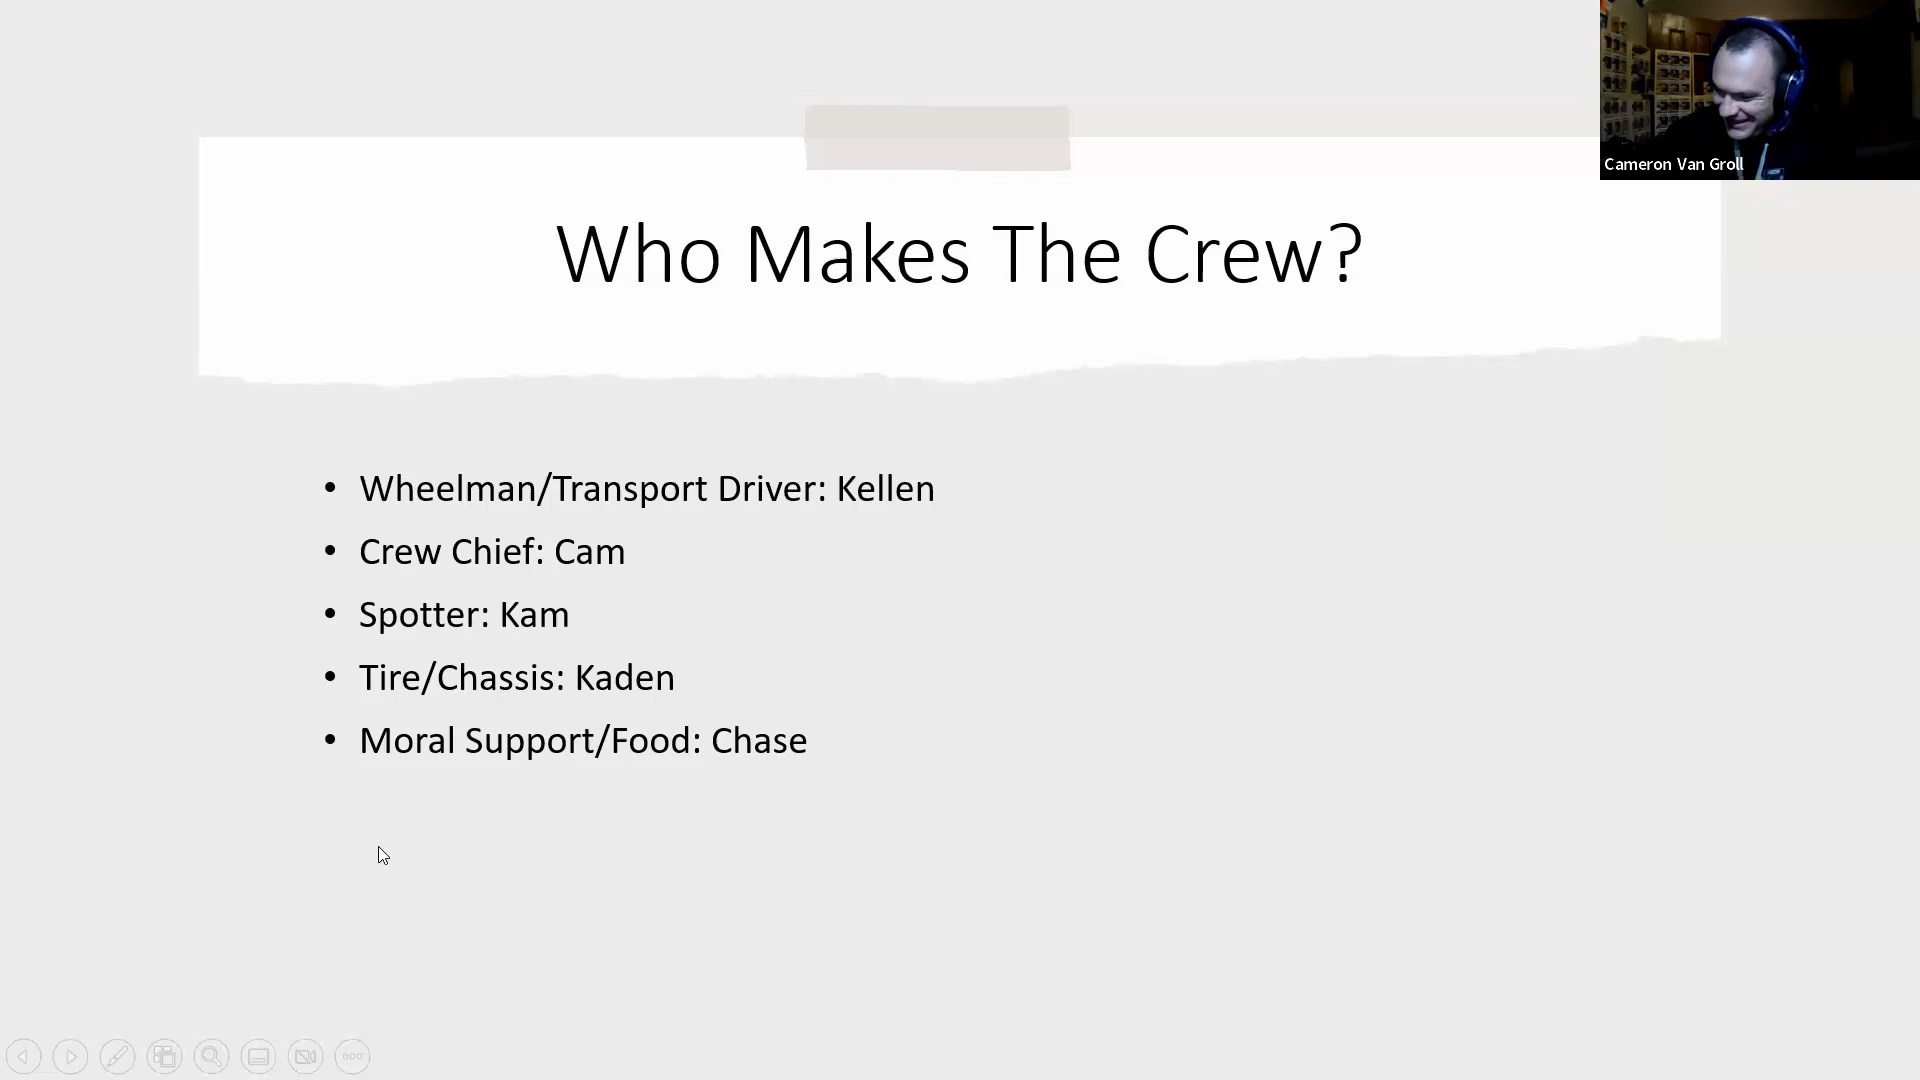 Cameron Van Groll
Who Makes The Crew?
• Wheelman/Transport Driver: Kellen
• Crew Chief: Cam
• Spotter: Kam
• Tire/Chassis: Kaden
• Moral Support/Food: Chase